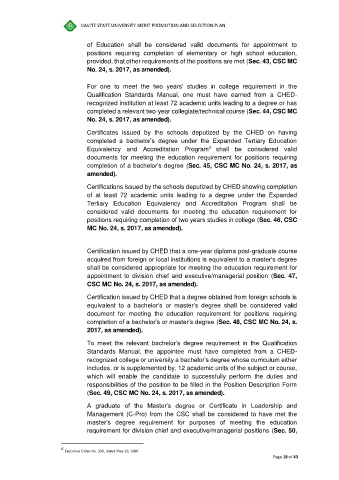 CAVITE STATE UNIVERSITY MERIT PROMOTION AND SELECTION PLAN
of Education shall be considered valid documents for appointment to
positions requiring completion of elementary or high school education,
provided, that other requirements of the positions are met (Sec. 43, CSC MC
No. 24, s. 2017, as amended).
For one to meet the two years' studies in college requirement in the
Qualification Standards Manual, one must have earned from a CHED-
recognized institution at least 72 academic units leading to a degree or has
completed a relevant two-year collegiate/technical course (Sec. 44, CSC MC
No. 24, s. 2017, as amended).
Certificates issued by the schools deputized by the CHED on having
completed a bachelor's degree under the Expanded Tertiary Education
Equivalency and Accreditation Program⁸ shall be considered valid
documents for meeting the education requirement for positions requiring
completion of a bachelor's degree (Sec. 45, CSC MC No. 24, s. 2017, as
amended).
Certifications issued by the schools deputized by CHED showing completion
of at least 72 academic units leading to a degree under the Expanded
Tertiary Education Equivalency and Accreditation Program shall be
considered valid documents for meeting the education requirement for
positions requiring completion of two years studies in college (Sec. 46, CSC
MC No. 24, s. 2017, as amended).
Certification issued by CHED that a one-year diploma post-graduate course
acquired from foreign or local institutions is equivalent to a master's degree
shall be considered appropriate for meeting the education requirement for
appointment to division chief and executive/managerial position (Sec. 47,
CSC MC No. 24, s. 2017, as amended).
Certification issued by CHED that a degree obtained from foreign schools is
equivalent to a bachelor's or master's degree shall be considered valid
document for meeting the education requirement for positions requiring
completion of a bachelor's or master's degree (Sec. 48, CSC MC No. 24, s.
2017, as amended).
To meet the relevant bachelor's degree requirement in the Qualification
Standards Manual, the appointee must have completed from a CHED-
recognized college or university a bachelor's degree whose curriculum either
includes, or is supplemented by, 12 academic units of the subject or course,
which will enable the candidate to successfully perform the duties and
responsibilities of the position to be filled in the Position Description Form
(Sec. 49, CSC MC No. 24, s. 2017, as amended).
A graduate of the Master's degree or Certificate in Leadership and
Management (C-Pro) from the CSC shall be considered to have met the
master's degree requirement for purposes of meeting the education
requirement for division chief and executive/managerial positions (Sec. 50,
⁸ Executive Order No. 330, dated May 10, 1996
Page 18 of 43